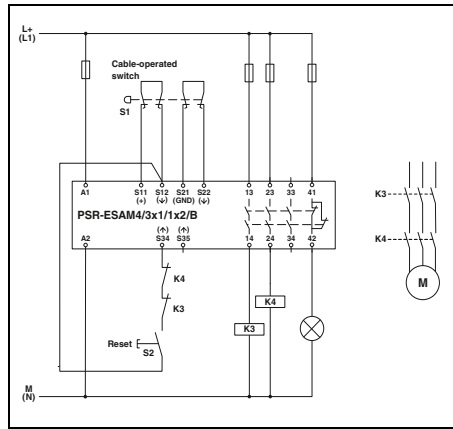 L+
(L1)
Cable-operated
switch
S1
A1 S11 S12 S21 S22 13 23 33 41
(+) (↓) (GND) (↓)
PSR-ESAM4/3x1/1x2/B
(↑) (↑)
A2 S34 S35 14 24 34 42
K4
K3
Reset
S2
K4
K3
M
(N)
K3
K4
M